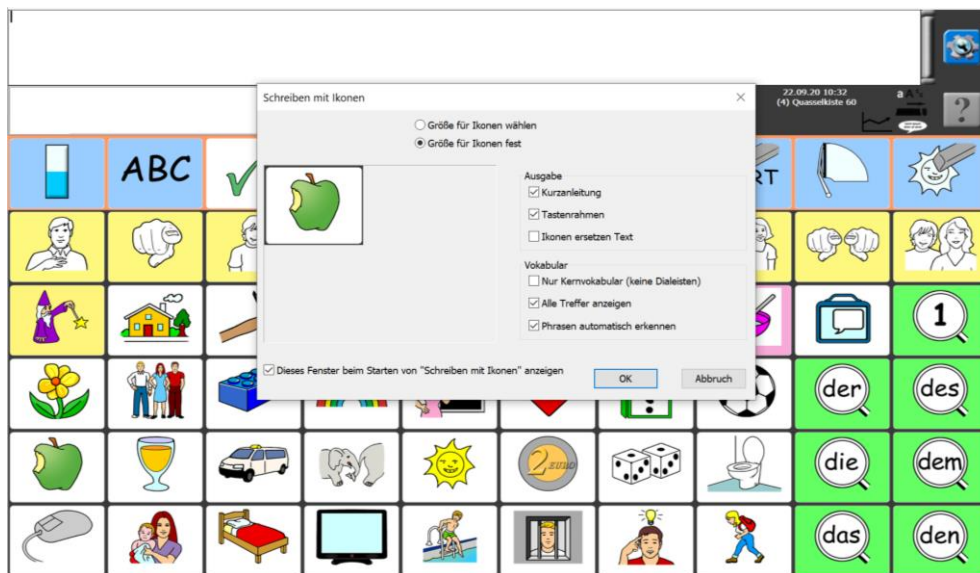 22.09.20 10:32
(4) Quasselkiste 60
?
Schreiben mit Ikonen
Größe für Ikonen wählen
Größe für Ikonen fest
Ausgabe
Kurzanleitung
Tastenrahmen
Ikonen ersetzen Text
Vokabular
Nur Kernvokabular (keine Dialeisten)
Alle Treffer anzeigen
Phrasen automatisch erkennen
Dieses Fenster beim Starten von "Schreiben mit Ikonen" anzeigen
OK
Abbruch
ABC
1
der
des
2 EURO
die
dem
das
den